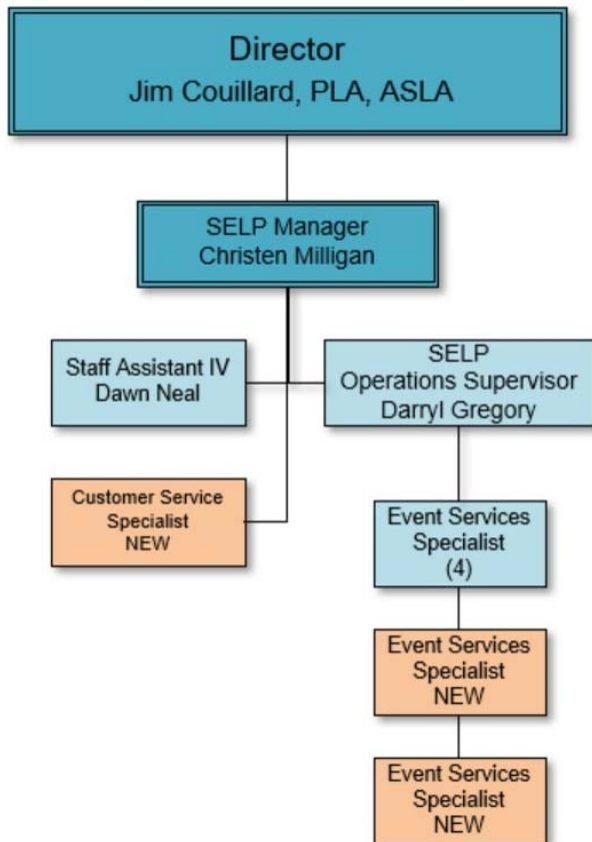 Director
Jim Couillard, PLA, ASLA
SELP Manager
Christen Milligan
Staff Assistant IV
Dawn Neal
SELP
Operations Supervisor
Darryl Gregory
Customer Service
Specialist
NEW
Event Services
Specialist
(4)
Event Services
Specialist
NEW
Event Services
Specialist
NEW